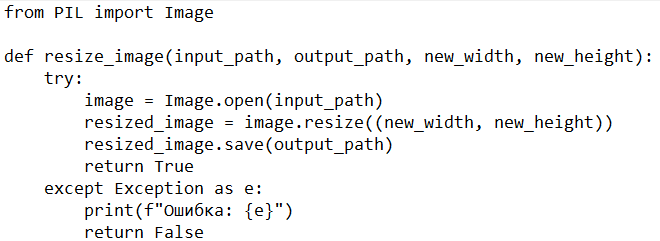 from PIL import Image

def resize_image(input_path, output_path, new_width, new_height):
    try:
        image = Image.open(input_path)
        resized_image = image.resize((new_width, new_height))
        resized_image.save(output_path)
        return True
    except Exception as e:
        print(f"Ошибка: {e}")
        return False